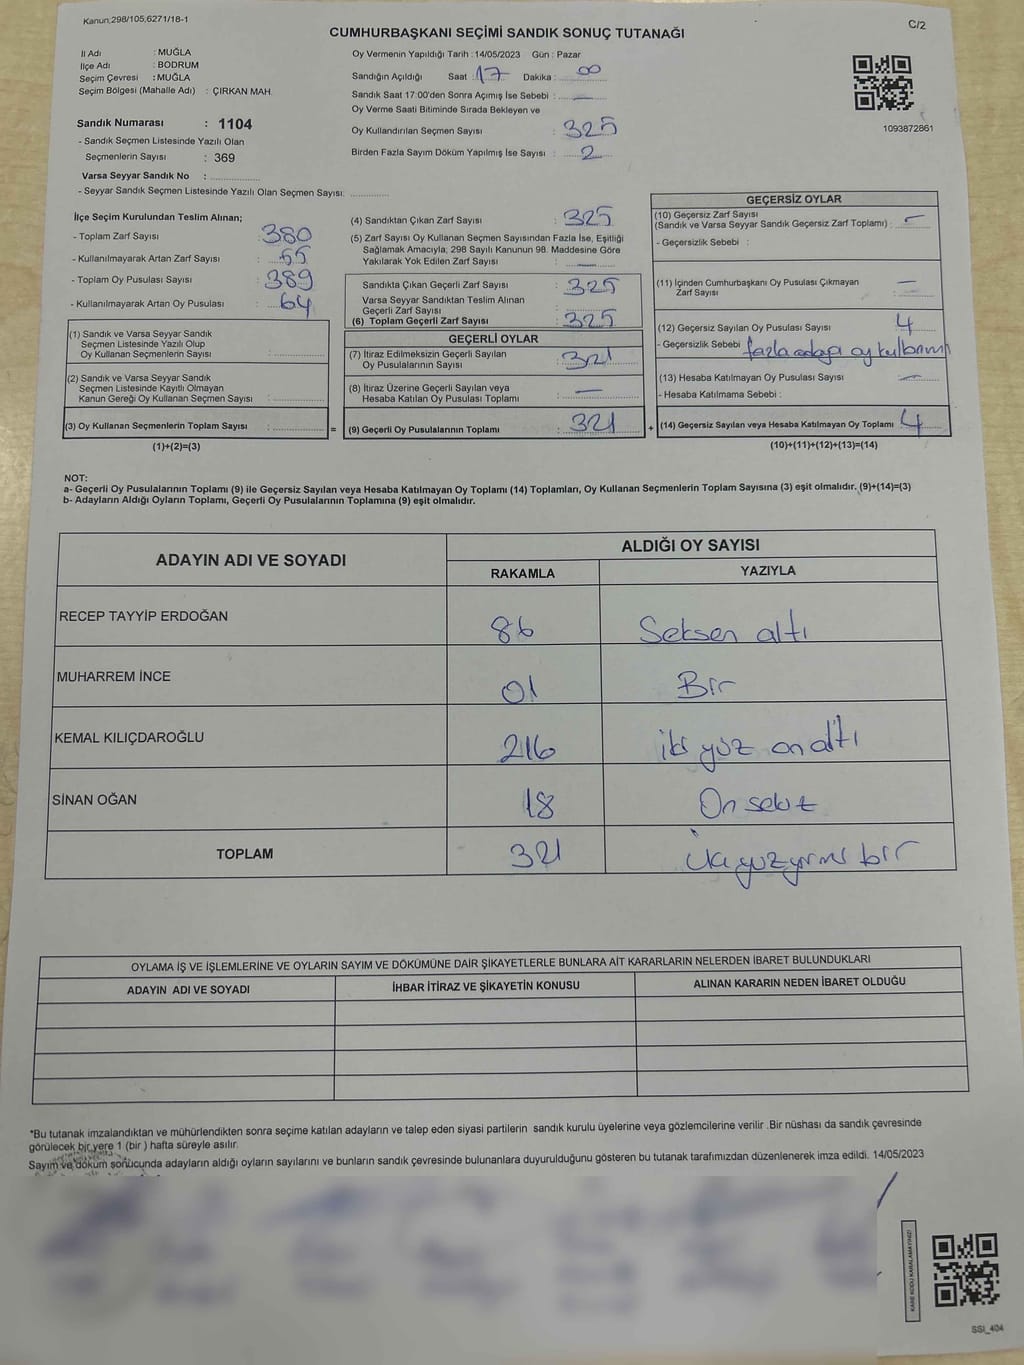 Kanun;298/105,6271/18-1
C/2
CUMHURBAŞKANI SEÇİMİ SANDIK SONUÇ TUTANAĞI
İl Adı : MUĞLA
İlçe Adı : BODRUM
Seçim Çevresi : MUĞLA
Seçim Bölgesi (Mahalle Adı) : ÇIRKAN MAH.
Sandık Numarası : 1104
- Sandık Seçmen Listesinde Yazılı Olan
Seçmenlerin Sayısı : 369
Varsa Seyyar Sandık No :
- Seyyar Sandık Seçmen Listesinde Yazılı Olan Seçmen Sayısı:
Oy Vermenin Yapıldığı Tarih : 14/05/2023 Gün : Pazar
Sandığın Açıldığı Saat : 17 Dakika : 00
Sandık Saat 17:00'den Sonra Açımış İse Sebebi : —
Oy Verme Saati Bitiminde Sırada Bekleyen ve
Oy Kullandırılan Seçmen Sayısı : 325
Birden Fazla Sayım Döküm Yapılmış İse Sayısı : 2
1093872861
İlçe Seçim Kurulundan Teslim Alınan;
- Toplam Zarf Sayısı : 380
- Kullanılmayarak Artan Zarf Sayısı : 55
- Toplam Oy Pusulası Sayısı : 389
- Kullanılmayarak Artan Oy Pusulası : 64
(1) Sandık ve Varsa Seyyar Sandık
Seçmen Listesinde Yazılı Olup
Oy Kullanan Seçmenlerin Sayısı :
(2) Sandık ve Varsa Seyyar Sandık
Seçmen Listesinde Kayıtlı Olmayan
Kanun Gereği Oy Kullanan Seçmen Sayısı :
(3) Oy Kullanan Seçmenlerin Toplam Sayısı :
(1)+(2)=(3)
=
(4) Sandıktan Çıkan Zarf Sayısı : 325
(5) Zarf Sayısı Oy Kullanan Seçmen Sayısından Fazla İse, Eşitliği
Sağlamak Amacıyla; 298 Sayılı Kanunun 98. Maddesine Göre
Yakılarak Yok Edilen Zarf Sayısı : —
Sandıkta Çıkan Geçerli Zarf Sayısı : 325
Varsa Seyyar Sandıktan Teslim Alınan
Geçerli Zarf Sayısı :
(6) Toplam Geçerli Zarf Sayısı : 325
GEÇERLİ OYLAR
(7) İtiraz Edilmeksizin Geçerli Sayılan
Oy Pusulalarının Sayısı : 321
(8) İtiraz Üzerine Geçerli Sayılan veya
Hesaba Katılan Oy Pusulası Toplamı : —
(9) Geçerli Oy Pusulalarının Toplamı : 321
+
GEÇERSİZ OYLAR
(10) Geçersiz Zarf Sayısı
(Sandık ve Varsa Seyyar Sandık Geçersiz Zarf Toplamı) : —
- Geçersizlik Sebebi :
(11) İçinden Cumhurbaşkanı Oy Pusulası Çıkmayan
Zarf Sayısı : —
(12) Geçersiz Sayılan Oy Pusulası Sayısı : 4
- Geçersizlik Sebebi : fazla adaya oy
(13) Hesaba Katılmayan Oy Pusulası Sayısı : —
- Hesaba Katılmama Sebebi :
(14) Geçersiz Sayılan veya Hesaba Katılmayan Oy Toplamı : 4
(10)+(11)+(12)+(13)=(14)
NOT:
a- Geçerli Oy Pusulalarının Toplamı (9) ile Geçersiz Sayılan veya Hesaba Katılmayan Oy Toplamı (14) Toplamları, Oy Kullanan Seçmenlerin Toplam Sayısına (3) eşit olmalıdır. (9)+(14)=(3)
b- Adayların Aldığı Oyların Toplamı, Geçerli Oy Pusulalarının Toplamına (9) eşit olmalıdır.
ADAYIN ADI VE SOYADI
ALDIĞI OY SAYISI
RAKAMLA YAZIYLA
RECEP TAYYİP ERDOĞAN 86 Seksen altı
MUHARREM İNCE 01 Bir
KEMAL KILIÇDAROĞLU 216 iki yüz on altı
SİNAN OĞAN 18 On sekiz
TOPLAM 321 bir
OYLAMA İŞ VE İŞLEMLERİNE VE OYLARIN SAYIM VE DÖKÜMÜNE DAİR ŞİKAYETLERLE BUNLARA AİT KARARLARIN NELERDEN İBARET BULUNDUKLARI
ADAYIN ADI VE SOYADI İHBAR İTİRAZ VE ŞİKAYETİN KONUSU ALINAN KARARIN NEDEN İBARET OLDUĞU
*Bu tutanak imzalandıktan ve mühürlendikten sonra seçime katılan adayların ve talep eden siyasi partilerin sandık kurulu üyelerine veya gözlemcilerine verilir .Bir nüshası da sandık çevresinde
görülecek bir yere 1 (bir ) hafta süreyle asılır.
Sayım ve döküm sonucunda adayların aldığı oyların sayılarını ve bunların sandık çevresinde bulunanlara duyurulduğunu gösteren bu tutanak tarafımızdan düzenlenerek imza edildi. 14/05/2023
KARE KODU KARALAMAYINIZ!
SSI_404